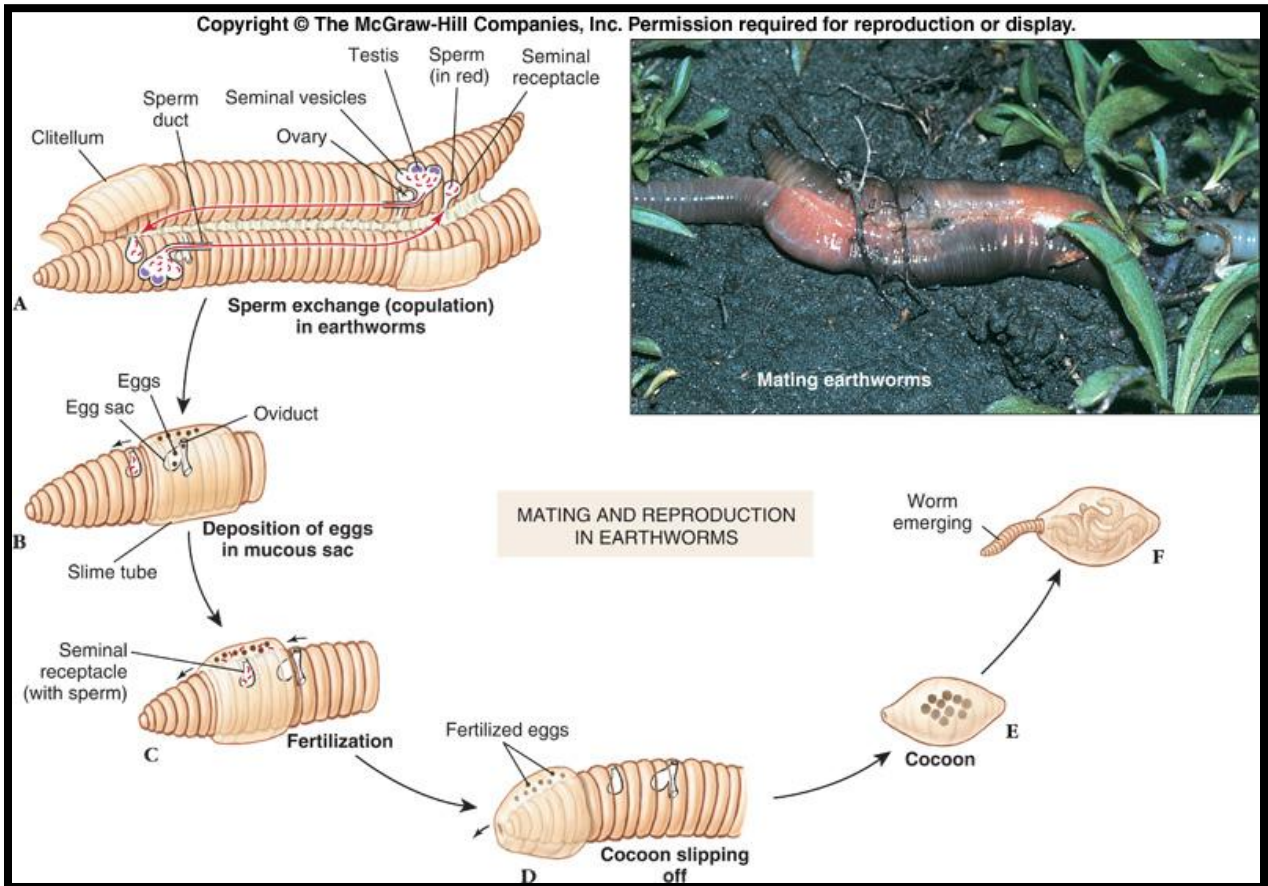 Copyright © The McGraw-Hill Companies, Inc. Permission required for reproduction or display.
Testis
Sperm
(in red)
Seminal
receptacle
Sperm
duct
Seminal vesicles
Ovary
Clitellum
A
Sperm exchange (copulation)
in earthworms
Mating earthworms
Eggs
Egg sac
Oviduct
B
Deposition of eggs
in mucous sac
Slime tube
MATING AND REPRODUCTION
IN EARTHWORMS
Worm
emerging
F
Seminal
receptacle
(with sperm)
C
Fertilization
Fertilized eggs
D
Cocoon slipping
off
E
Cocoon